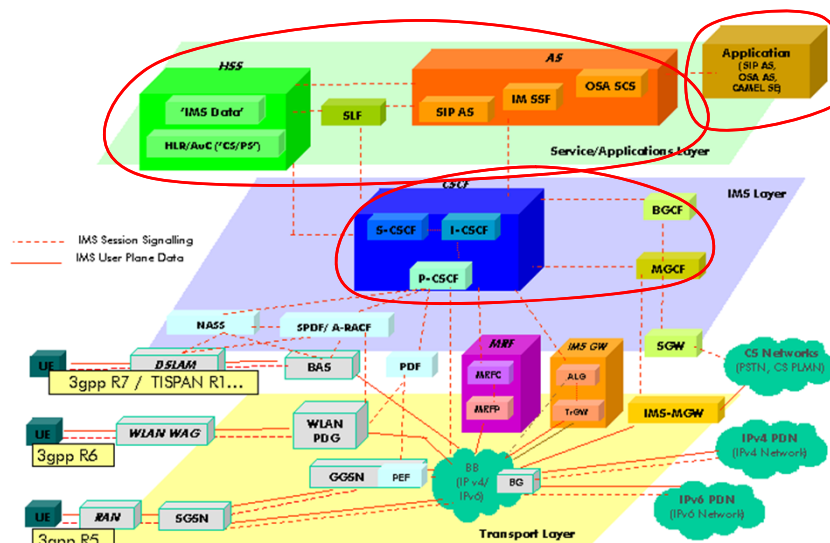 HSS
AS
Application
(SIP AS,
OSA AS,
CAMEL SE)
'IMS Data'
SLF
SIP AS
IM SSF
OSA SCS
HLR/AuC ('CS/PS')
Service/Applications Layer
CSCF
IMS Layer
S-CSCF
I-CSCF
BGCF
IMS Session Signalling
IMS User Plane Data
P-CSCF
MGCF
NASS
SPDF/ A-RACF
MRF
IMS GW
SGW
CS Networks
(PSTN, CS PLMN)
UE
DSLAM
BAS
PDF
MRFC
ALG
3gpp R7 / TISPAN R1...
MRFP
TrGW
IMS-MGW
UE
WLAN WAG
WLAN
PDG
3gpp R6
IPv4 PDN
(IPv4 Network)
GGSN
PEF
BB
(IPv4/
IPv6)
BG
IPv6 PDN
(IPv6 Network)
UE
RAN
SGSN
Transport Layer
3gpp R5